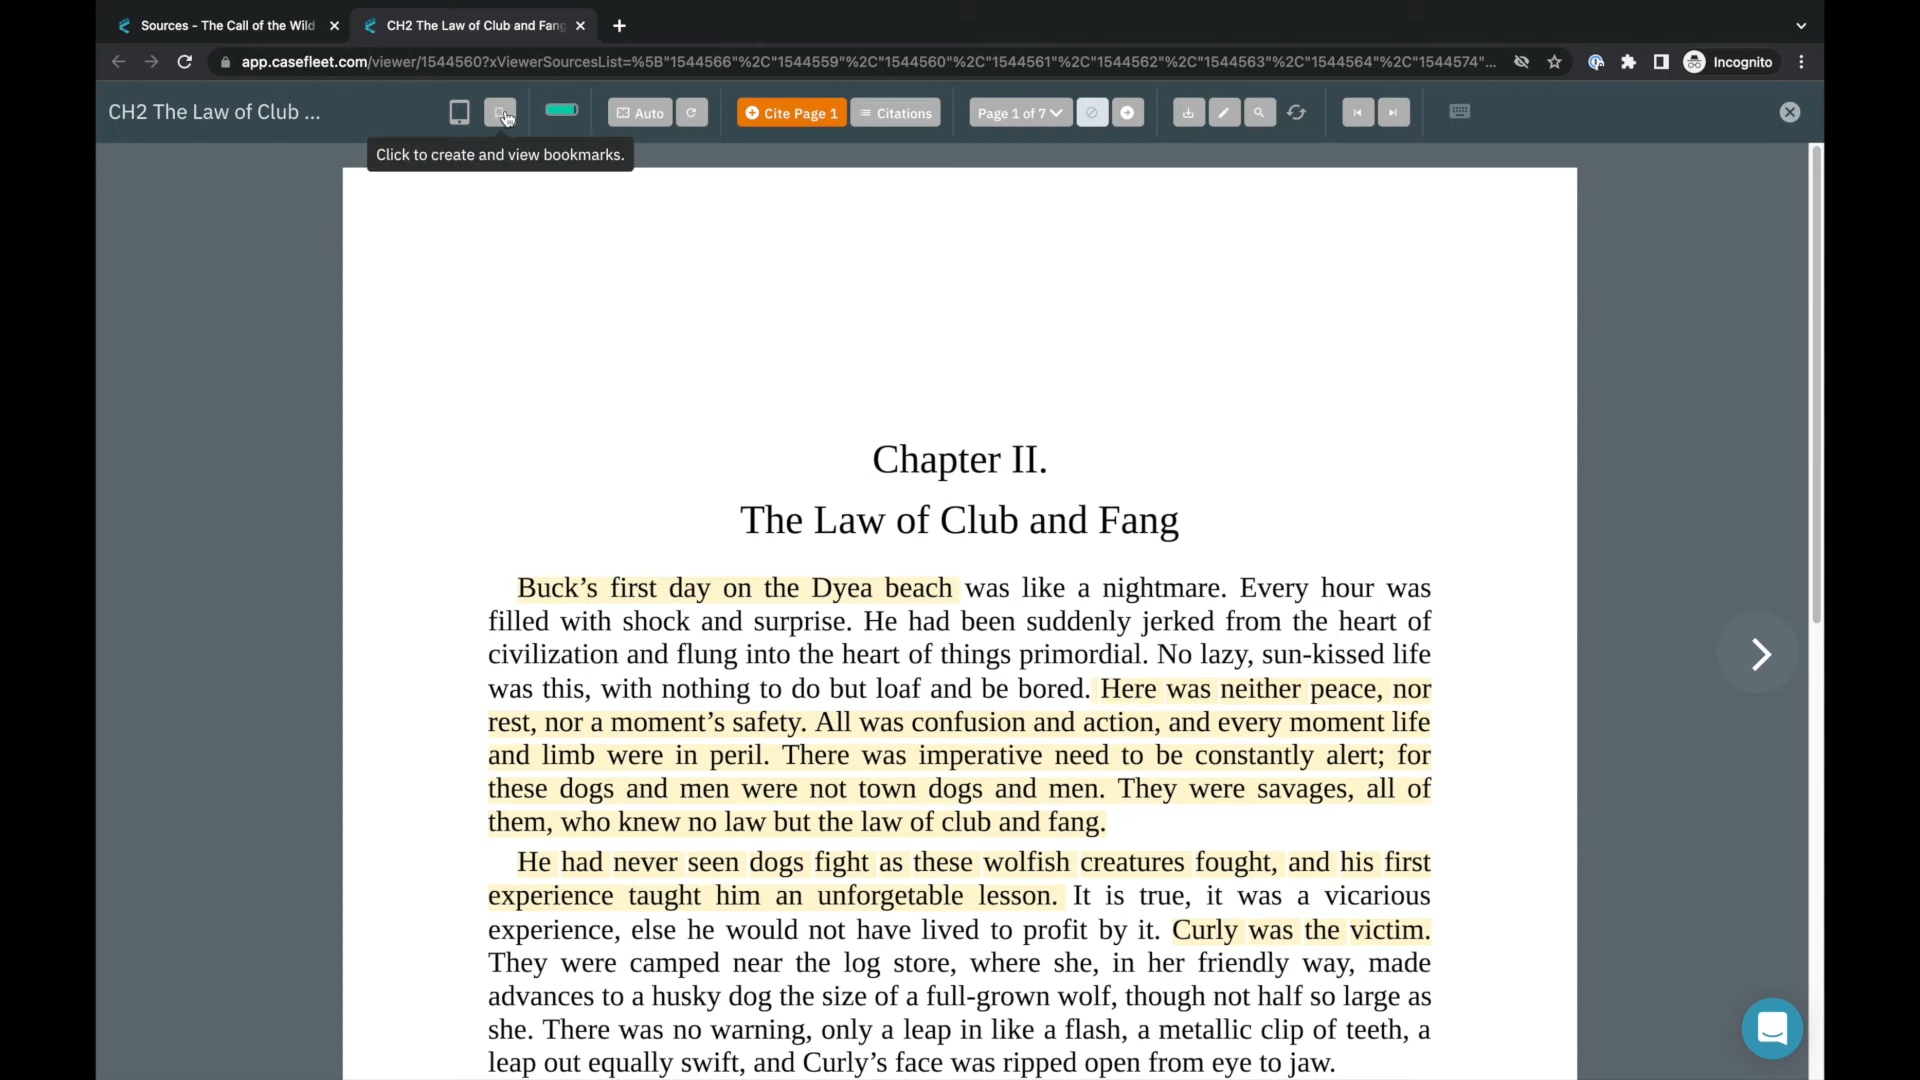 Sources - The Call of the Wild
CH2 The Law of Club and Fang
Incognito
app.casefleet.com/viewer/1544560?xViewerSourcesList=%5B"1544566"%2C"1544559"%2C"1544560"%2C"1544561"%2C"1544562"%2C"1544563"%2C"1544564"%2C"1544574"...
CH2 The Law of Club ...
Auto
Cite Page 1
Citations
Page 1 of 7
Click to create and view bookmarks.
Chapter II.
The Law of Club and Fang
Buck’s first day on the Dyea beach was like a nightmare. Every hour was
filled with shock and surprise. He had been suddenly jerked from the heart of
civilization and flung into the heart of things primordial. No lazy, sun-kissed life
was this, with nothing to do but loaf and be bored. Here was neither peace, nor
rest, nor a moment’s safety. All was confusion and action, and every moment life
and limb were in peril. There was imperative need to be constantly alert; for
these dogs and men were not town dogs and men. They were savages, all of
them, who knew no law but the law of club and fang.
He had never seen dogs fight as these wolfish creatures fought, and his first
experience taught him an unforgetable lesson. It is true, it was a vicarious
experience, else he would not have lived to profit by it. Curly was the victim.
They were camped near the log store, where she, in her friendly way, made
advances to a husky dog the size of a full-grown wolf, though not half so large as
she. There was no warning, only a leap in like a flash, a metallic clip of teeth, a
leap out equally swift, and Curly’s face was ripped open from eye to jaw.